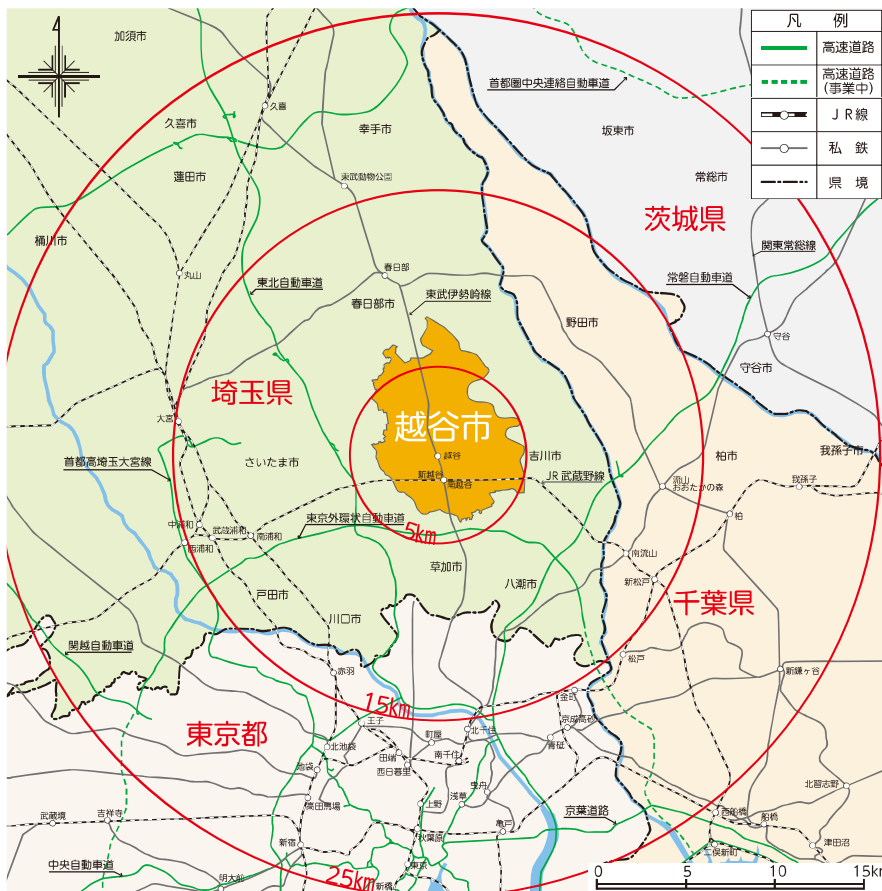 加須市
凡 例
高速道路
高速道路
(事業中)
ＪＲ線
私 鉄
県 境
首都圏中央連絡自動車道
久喜
久喜市
幸手市
坂東市
蓮田市
東武動物公園
常総市
茨城県
桶川市
関東常総線
丸山
春日部
常磐自動車道
東北自動車道
東武伊勢崎線
春日部市
野田市
守谷
守谷市
埼玉県
大宮
越谷市
首都高埼玉大宮線
さいたま市
越谷
吉川市
柏市
我孫子市
新越谷
南越谷
JR武蔵野線
流山
おおたかの森
我孫子
東京外環状自動車道
柏
中浦和
武蔵浦和
南浦和
西浦和
5km
南流山
草加市
八潮市
新松戸
戸田市
千葉県
川口市
関越自動車道
松戸
赤羽
新鎌ヶ谷
15km
金町
東京都
王子
町屋
北千住
京成高砂
青砥
北池袋
田端
南千住
池袋
西日暮里
曳舟
北習志野
高田馬場
上野
浅草
京葉道路
武蔵境
吉祥寺
亀戸
西船橋
船橋
新宿
秋葉原
津田沼
中央自動車道
東京
二俣新町
明大前
25km
新橋
0
5
10
15km